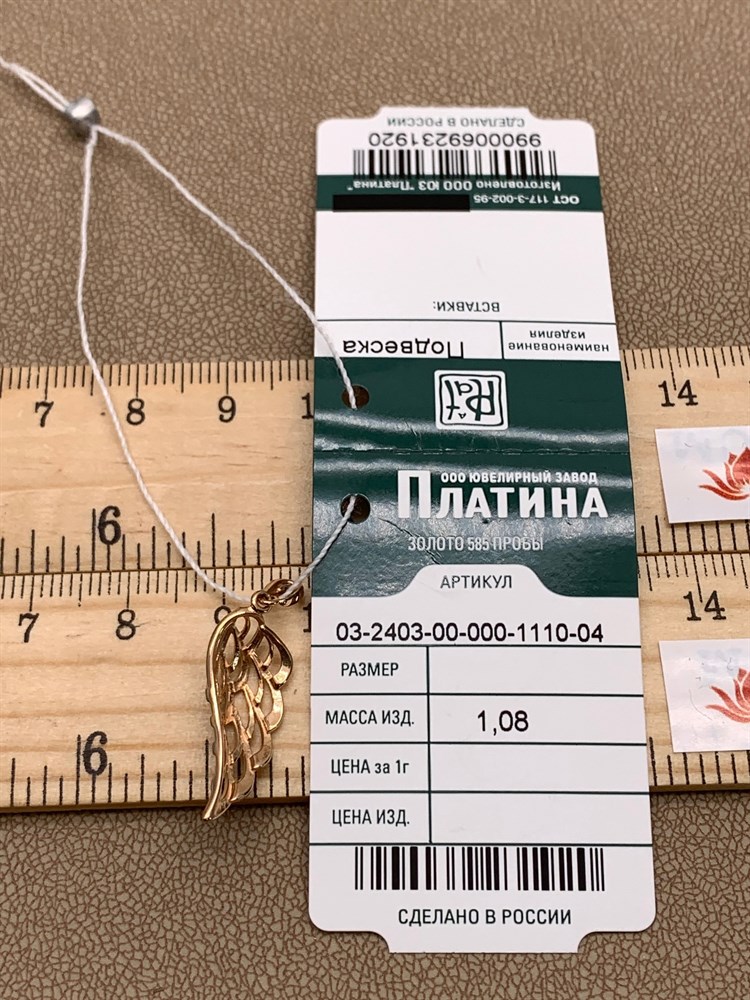 СДЕЛАНО В РОССИИ
9900069231920
Изготовлено ООО ЮЗ "Платина"
ОСТ 117-3-002-95
ВСТАВКИ:
наименование изделия
Подвеска
Plat
ООО ЮВЕЛИРНЫЙ ЗАВОД
ПЛАТИНА
ЗОЛОТО 585 ПРОБЫ
АРТИКУЛ
03-2403-00-000-1110-04
РАЗМЕР
МАССА ИЗД. 1,08
ЦЕНА за 1г
ЦЕНА ИЗД.
СДЕЛАНО В РОССИИ
7 8 9 1 14
6
7 8 14
6